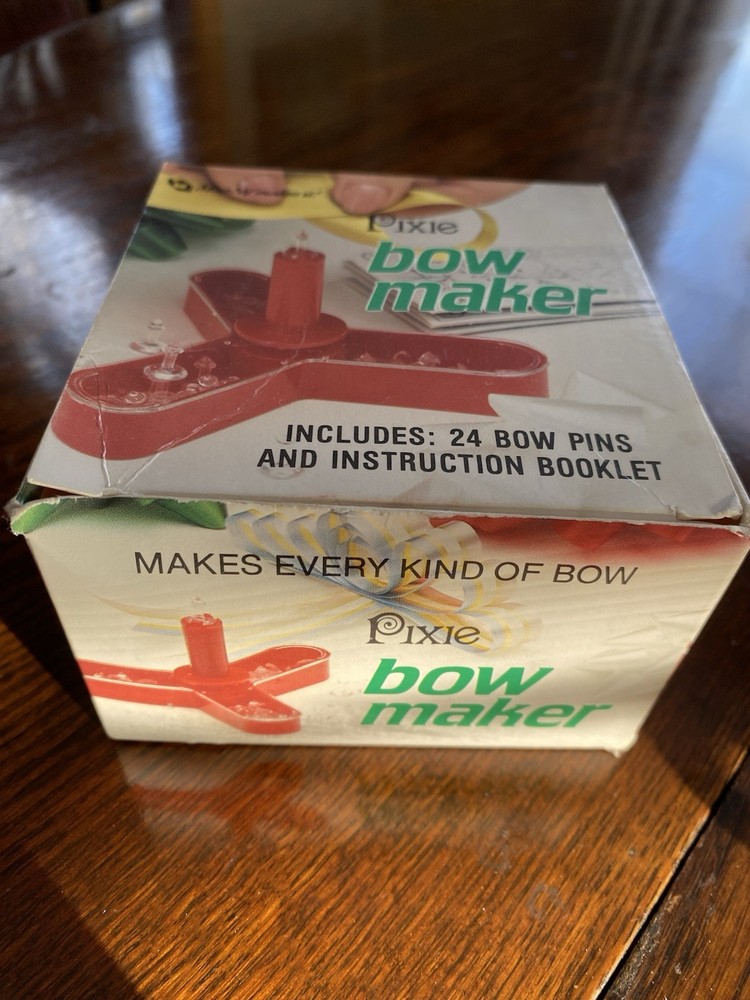 Pixie
bow
maker
INCLUDES: 24 BOW PINS
AND INSTRUCTION BOOKLET
MAKES EVERY KIND OF BOW
Pixie
bow
maker